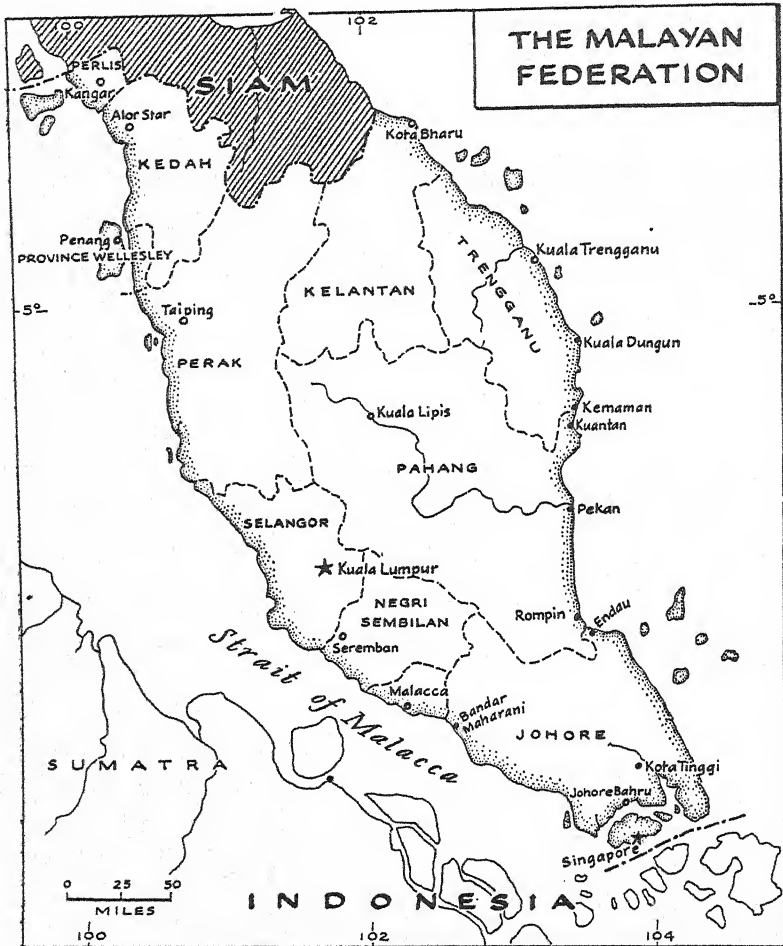 THE MALAYAN
FEDERATION
100
102
PERLIS
Kangar
SIAM
Alor Star
KEDAH
Kota Bharu
Penang
PROVINCE WELLESLEY
TRENGGANU
Kuala Trengganu
KELANTAN
5°
5°
Taiping
PERAK
Kuala Dungun
Kuala Lipis
Kemaman
Kuantan
PAHANG
Pekan
SELANGOR
Kuala Lumpur
NEGRI
SEMBILAN
Rompin
Endau
Seremban
Strait of Malacca
Malacca
Bandar
Maharani
JOHORE
SUMATRA
Kota Tinggi
Johore Bahru
Singapore
0 25 50
MILES
INDONESIA
100
102
104